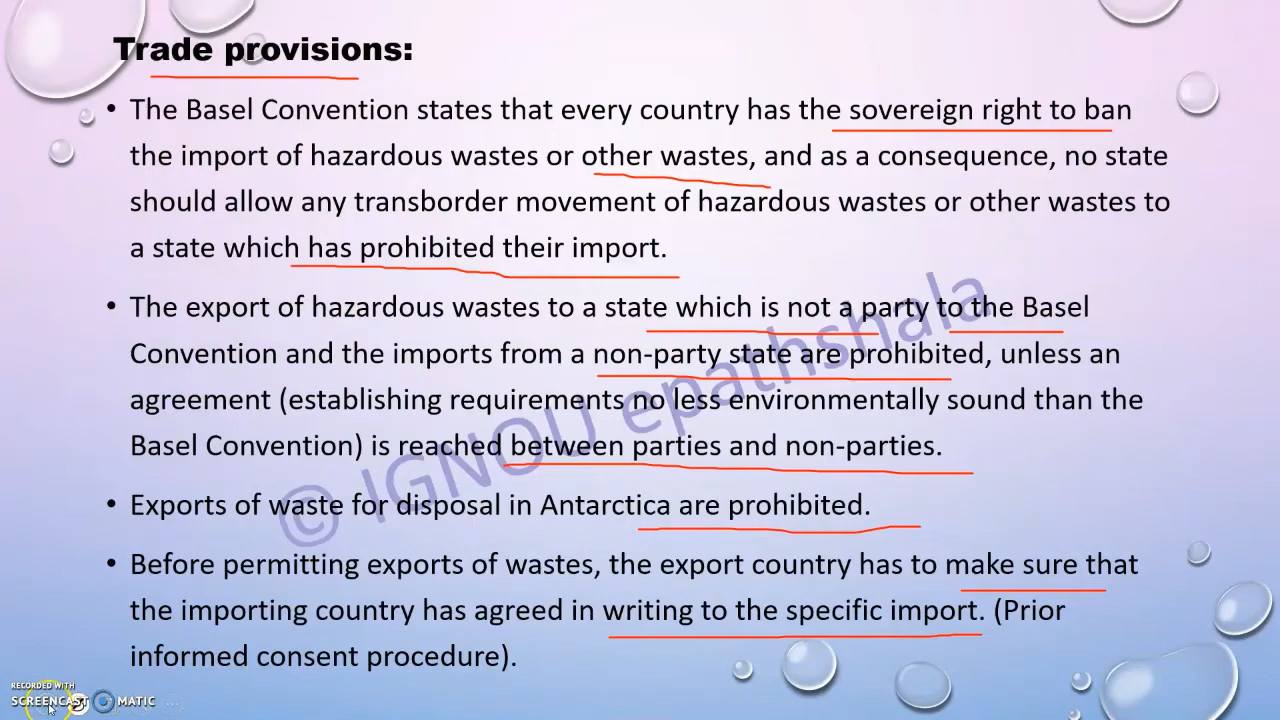 Trade provisions:
• The Basel Convention states that every country has the sovereign right to ban
the import of hazardous wastes or other wastes, and as a consequence, no state
should allow any transborder movement of hazardous wastes or other wastes to
a state which has prohibited their import.
• The export of hazardous wastes to a state which is not a party to the Basel
Convention and the imports from a non-party state are prohibited, unless an
agreement (establishing requirements no less environmentally sound than the
Basel Convention) is reached between parties and non-parties.
© IGNOU epathshala
• Exports of waste for disposal in Antarctica are prohibited.
• Before permitting exports of wastes, the export country has to make sure that
the importing country has agreed in writing to the specific import. (Prior
informed consent procedure).
RECORDED WITH
SCREENCAST MATIC